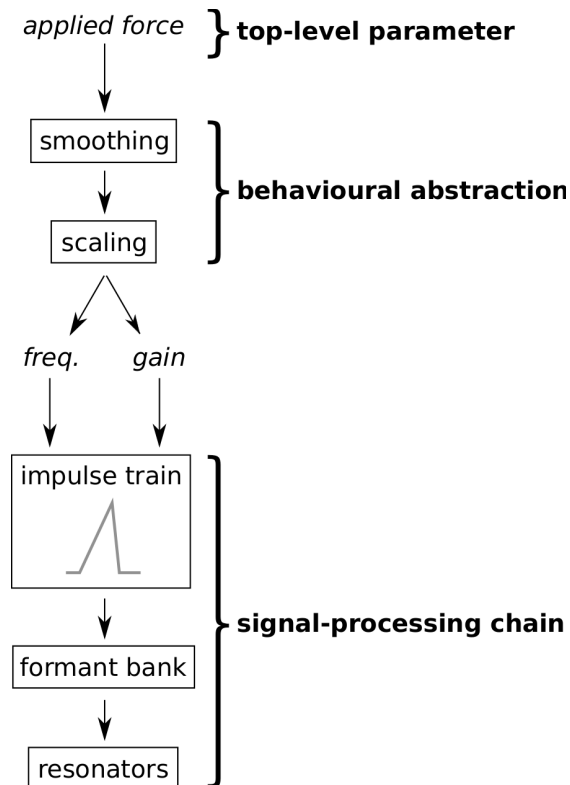 applied force
top-level parameter
smoothing
behavioural abstraction
scaling
freq.
gain
impulse train
signal-processing chain
formant bank
resonators